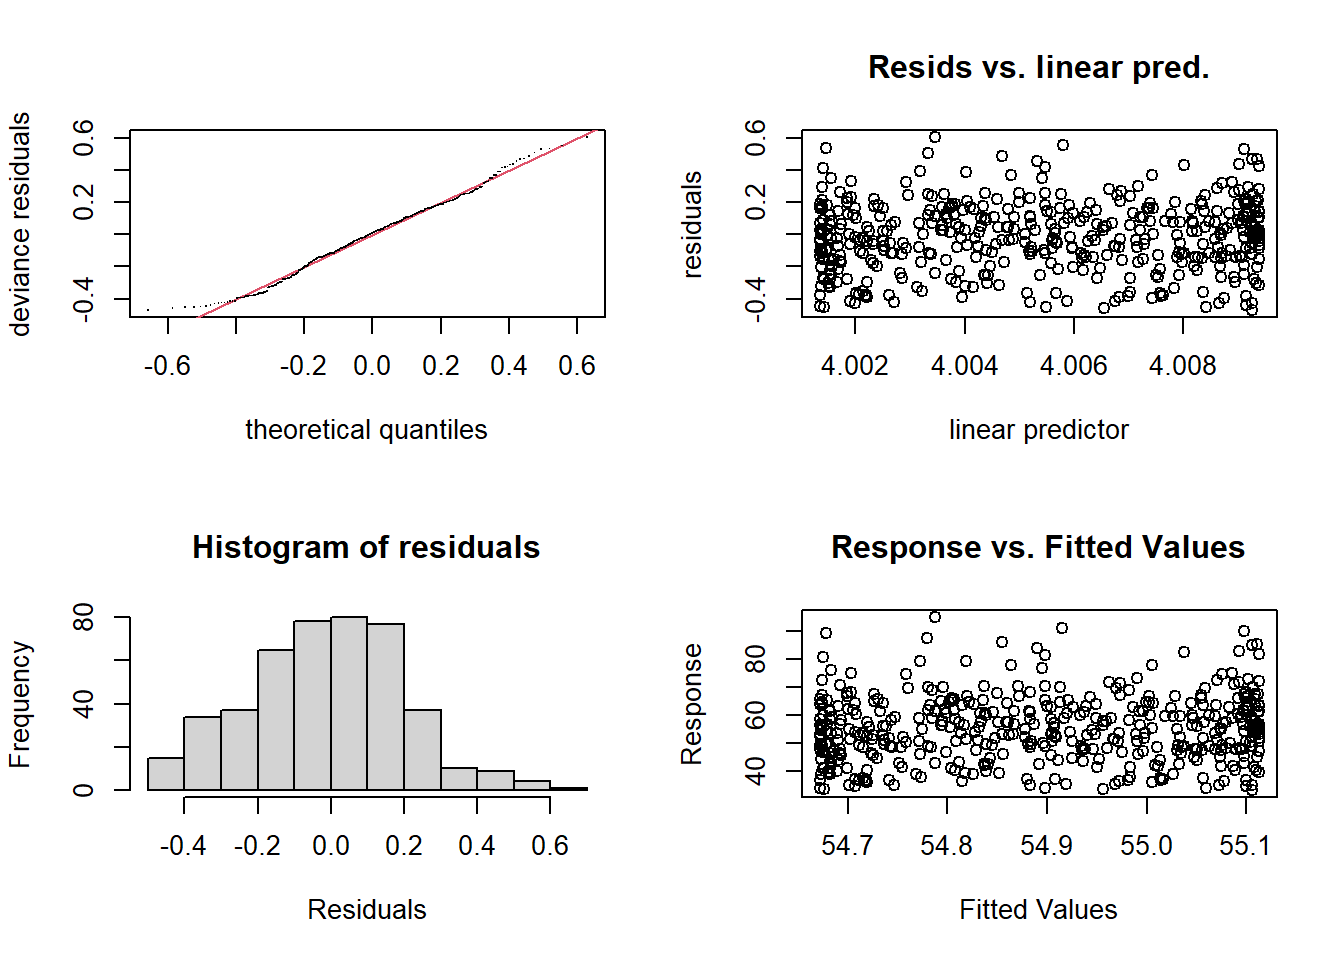 deviance residuals
-0.4 0.2 0.6
-0.6 -0.2 0.0 0.2 0.4 0.6
theoretical quantiles
Resids vs. linear pred.
residuals
-0.4 0.2 0.6
4.002 4.004 4.006 4.008
linear predictor
Histogram of residuals
Frequency
0 40 80
-0.4 -0.2 0.0 0.2 0.4 0.6
Residuals
Response vs. Fitted Values
Response
40 60 80
54.7 54.8 54.9 55.0 55.1
Fitted Values